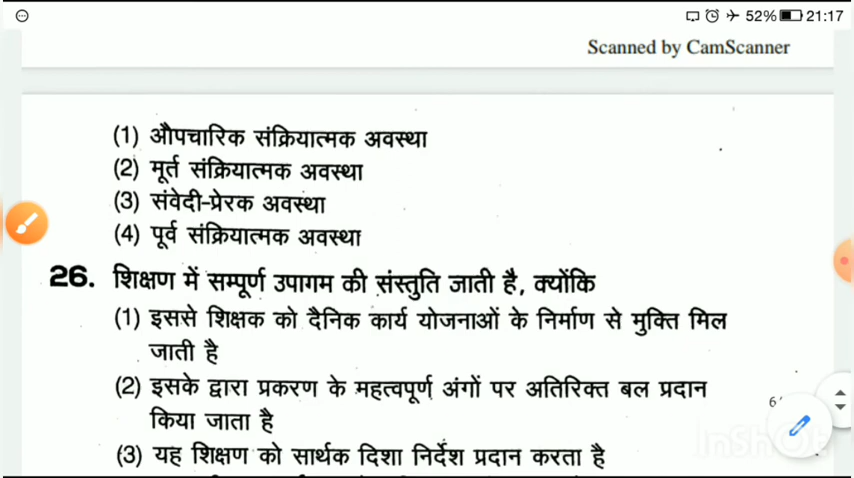 52% 21:17
Scanned by CamScanner
(1) औपचारिक संक्रियात्मक अवस्था
(2) मूर्त संक्रियात्मक अवस्था
(3) संवेदी-प्रेरक अवस्था
(4) पूर्व संक्रियात्मक अवस्था
26. शिक्षण में सम्पूर्ण उपागम की संस्तुति जाती है, क्योंकि
(1) इससे शिक्षक को दैनिक कार्य योजनाओं के निर्माण से मुक्ति मिल
जाती है
(2) इसके द्वारा प्रकरण के महत्वपूर्ण अंगों पर अतिरिक्त बल प्रदान
किया जाता है
(3) यह शिक्षण को सार्थक दिशा निर्देश प्रदान करता है
InShOt